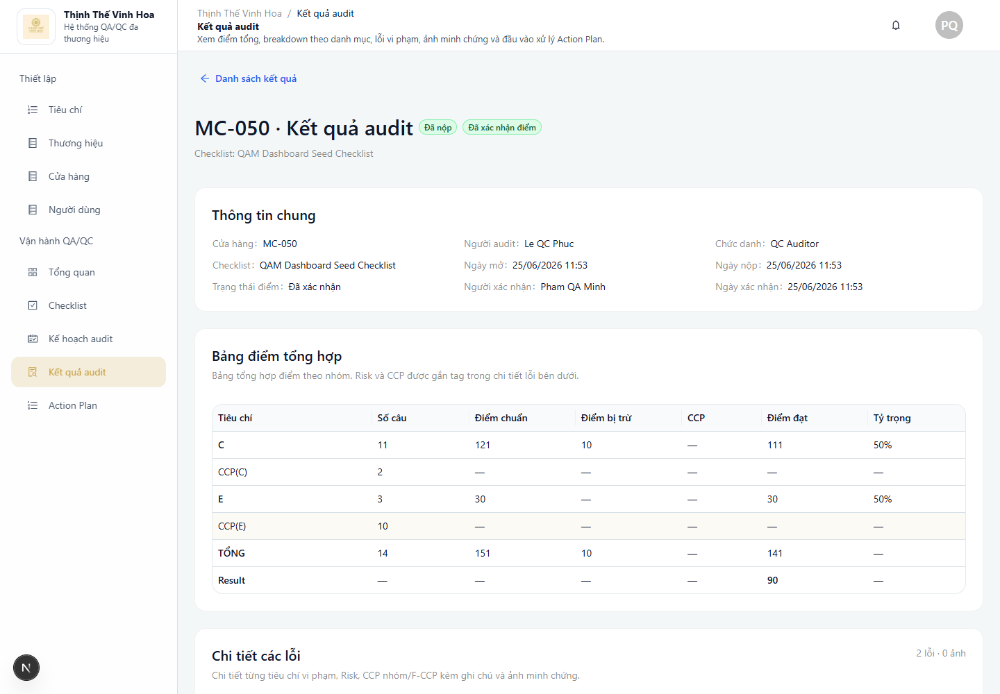 Thịnh Thế Vinh Hoa
Hệ thống QA/QC đa
thương hiệu
Thiết lập
Tiêu chí
Thương hiệu
Cửa hàng
Người dùng
Vận hành QA/QC
Tổng quan
Checklist
Kế hoạch audit
Kết quả audit
Action Plan
N
Thịnh Thế Vinh Hoa / Kết quả audit
Kết quả audit
Xem điểm tổng, breakdown theo danh mục, lỗi vi phạm, ảnh minh chứng và đầu vào xử lý Action Plan.
PQ
Danh sách kết quả
MC-050 · Kết quả audit Đã nộp Đã xác nhận điểm
Checklist: QAM Dashboard Seed Checklist
Thông tin chung
Cửa hàng: MC-050 Người audit: Le QC Phuc Chức danh: QC Auditor
Checklist: QAM Dashboard Seed Checklist Ngày mở: 25/06/2026 11:53 Ngày nộp: 25/06/2026 11:53
Trạng thái điểm: Đã xác nhận Người xác nhận: Pham QA Minh Ngày xác nhận: 25/06/2026 11:53
Bảng điểm tổng hợp
Bảng tổng hợp điểm theo nhóm. Risk và CCP được gắn tag trong chi tiết lỗi bên dưới.
Tiêu chí Số câu Điểm chuẩn Điểm bị trừ CCP Điểm đạt Tỷ trọng
C 11 121 10 — 111 50%
CCP(C) 2 — — — — —
E 3 30 — — 30 50%
CCP(E) 10 — — — — —
TỔNG 14 151 10 — 141 —
Result — — — — 90 —
Chi tiết các lỗi
2 lỗi · 0 ảnh
Chi tiết từng tiêu chí vi phạm, Risk, CCP nhóm/F-CCP kèm ghi chú và ảnh minh chứng.